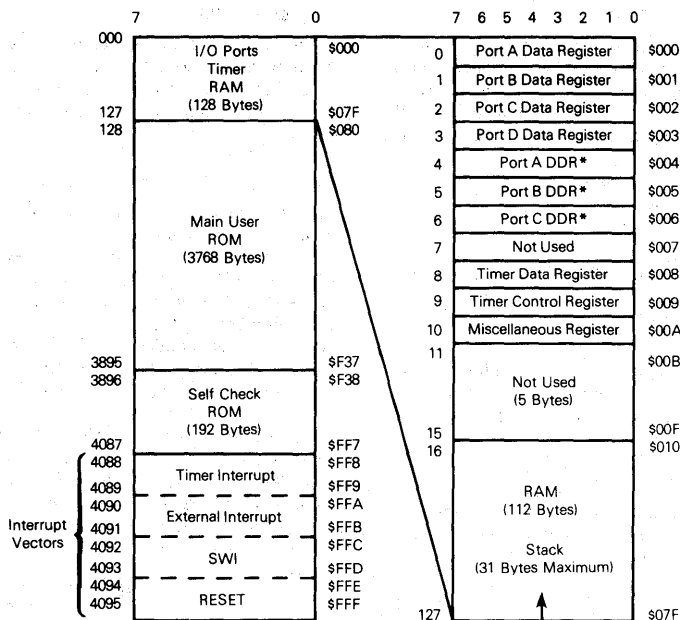 7 0
000
I/O Ports
Timer
RAM
(128 Bytes)
$000
127
$07F
128
$080
Main User
ROM
(3768 Bytes)
3895
$F37
3896
$F38
Self Check
ROM
(192 Bytes)
4087
$FF7
4088
$FF8
Timer Interrupt
4089
$FF9
4090
$FFA
External Interrupt
4091
$FFB
4092
$FFC
SWI
4093
$FFD
4094
$FFE
RESET
4095
$FFF
Interrupt
Vectors
7 6 5 4 3 2 1 0
0 Port A Data Register $000
1 Port B Data Register $001
2 Port C Data Register $002
3 Port D Data Register $003
4 Port A DDR* $004
5 Port B DDR* $005
6 Port C DDR* $006
7 Not Used $007
8 Timer Data Register $008
9 Timer Control Register $009
10 Miscellaneous Register $00A
11 $00B
Not Used
(5 Bytes)
15 $00F
16 $010
RAM
(112 Bytes)
Stack
(31 Bytes Maximum)
127 $07F